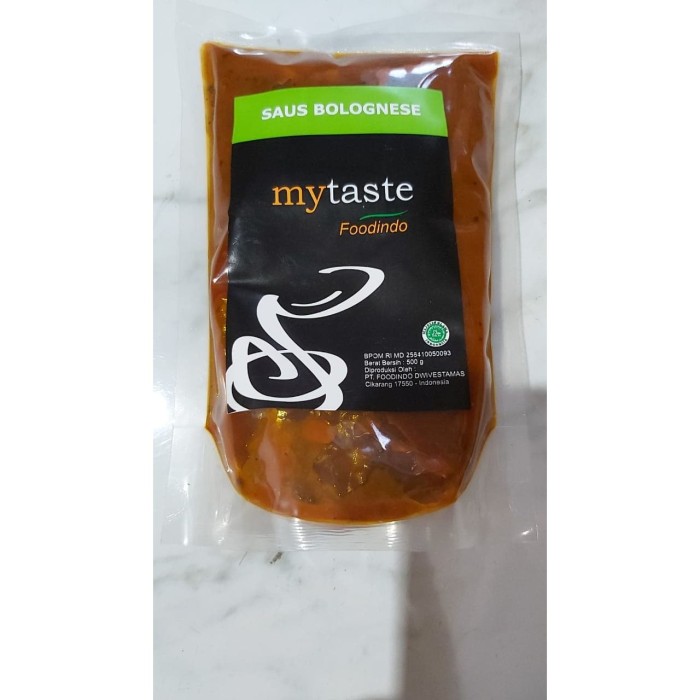 SAUS BOLOGNESE
mytaste
Foodindo
BPOM RI MD 255410050093
Berat Bersih : 500 g
Diproduksi Oleh :
PT. FOODINDO DWIVESTAMAS
Cikarang 17550 - Indonesia